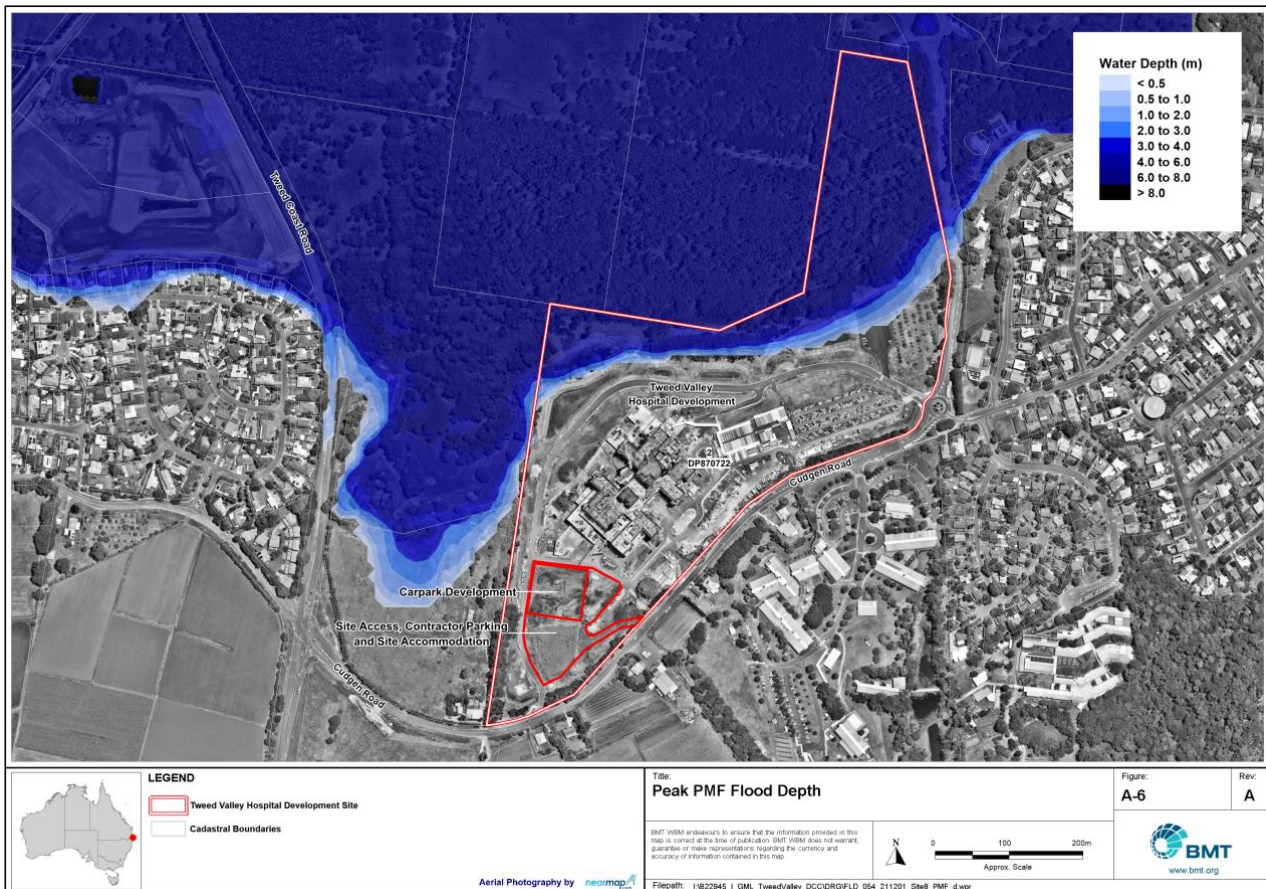 Water Depth (m)
< 0.5
0.5 to 1.0
1.0 to 2.0
2.0 to 3.0
3.0 to 4.0
4.0 to 6.0
6.0 to 8.0
> 8.0
Tweed Coast Road
Tweed Valley
Hospital Development
2
DP870722
Cudgen Road
Carpark Development
Site Access, Contractor Parking
and Site Accommodation
Cudgen Road
LEGEND
Tweed Valley Hospital Development Site
Cadastral Boundaries
Aerial Photography by nearmap
Title:
Peak PMF Flood Depth
BMT WBM endeavours to ensure that the information provided in this
map is correct at the time of publication. BMT WBM does not warrant,
guarantee or make representations regarding the currency and
accuracy of information contained in this map.
N
0 100 200m
Approx. Scale
Figure:
A-6
Rev:
A
BMT
www.bmt.org
Filepath: I:\B22945_I_GML_TweedValley_DCC\DRG\FLD_054_211201_SiteB_PMF_d.wor